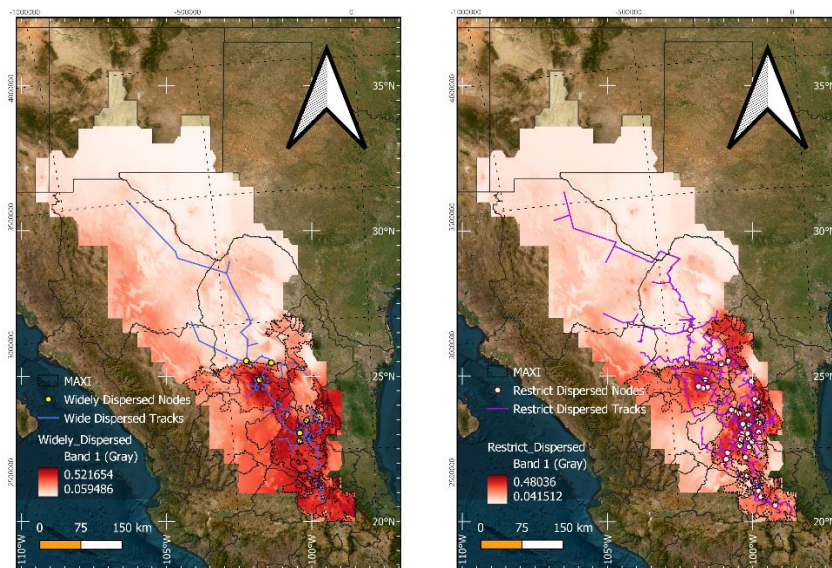 -1000000
-500000
0
4000000
3500000
3000000
2500000
35°N
30°N
25°N
20°N
MAXI
Widely Dispersed Nodes
Wide Dispersed Tracks
Widely_Dispersed
Band 1 (Gray)
0.521654
0.059486
0 75 150 km
110°W
105°W
100°W
-1000000
-500000
0
4000000
3500000
3000000
2500000
35°N
30°N
25°N
20°N
MAXI
Restrict Dispersed Nodes
Restrict Dispersed Tracks
Restrict_Dispersed
Band 1 (Gray)
0.48036
0.041512
0 75 150 km
110°W
105°W
100°W